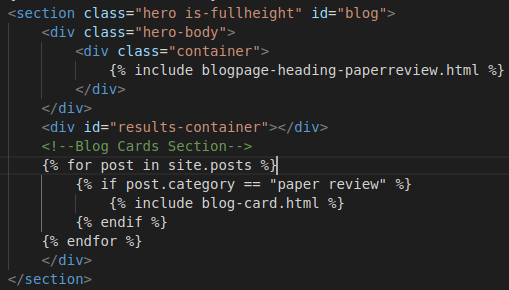 <section class="hero is-fullheight" id="blog">
    <div class="hero-body">
        <div class="container">
            {% include blogpage-heading-paperreview.html %}
        </div>
    </div>
    <div id="results-container"></div>
    <!--Blog Cards Section-->
    {% for post in site.posts %}
        {% if post.category == "paper review" %}
            {% include blog-card.html %}
        {% endif %}
    {% endfor %}
    </div>
</section>